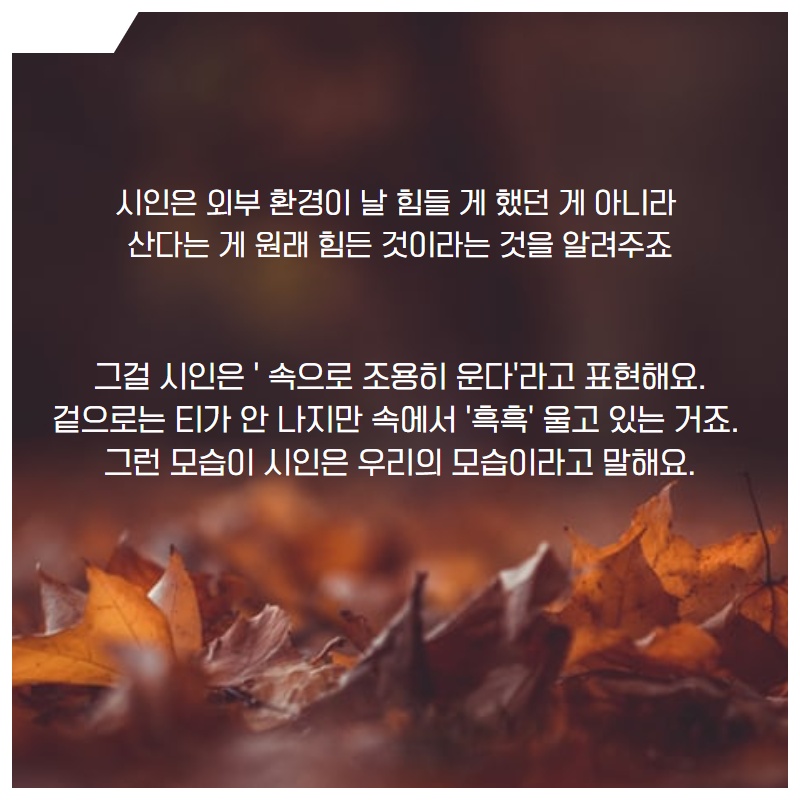 시인은 외부 환경이 날 힘들 게 했던 게 아니라
산다는 게 원래 힘든 것이라는 것을 알려주죠
그걸 시인은 ' 속으로 조용히 운다'라고 표현해요.
겉으로는 티가 안 나지만 속에서 '흑흑' 울고 있는 거죠.
그런 모습이 시인은 우리의 모습이라고 말해요.